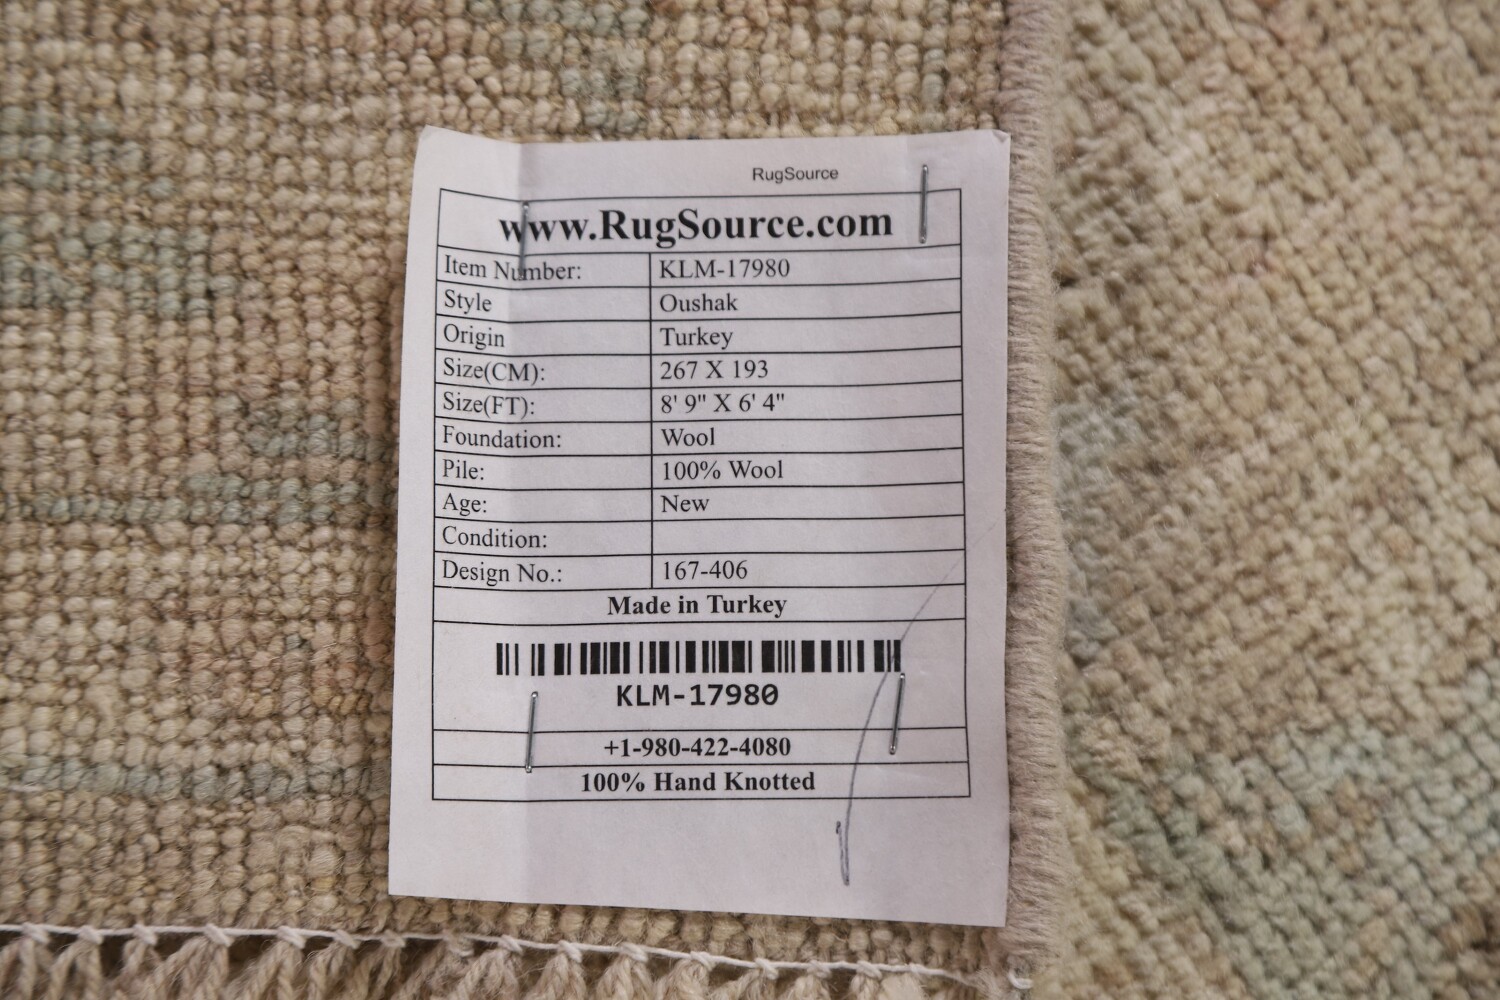 RugSource
www.RugSource.com
Item Number: KLM-17980
Style Oushak
Origin Turkey
Size(CM): 267 X 193
Size(FT): 8' 9" X 6' 4"
Foundation: Wool
Pile: 100% Wool
Age: New
Condition:
Design No.: 167-406
Made in Turkey
KLM-17980
+1-980-422-4080
100% Hand Knotted